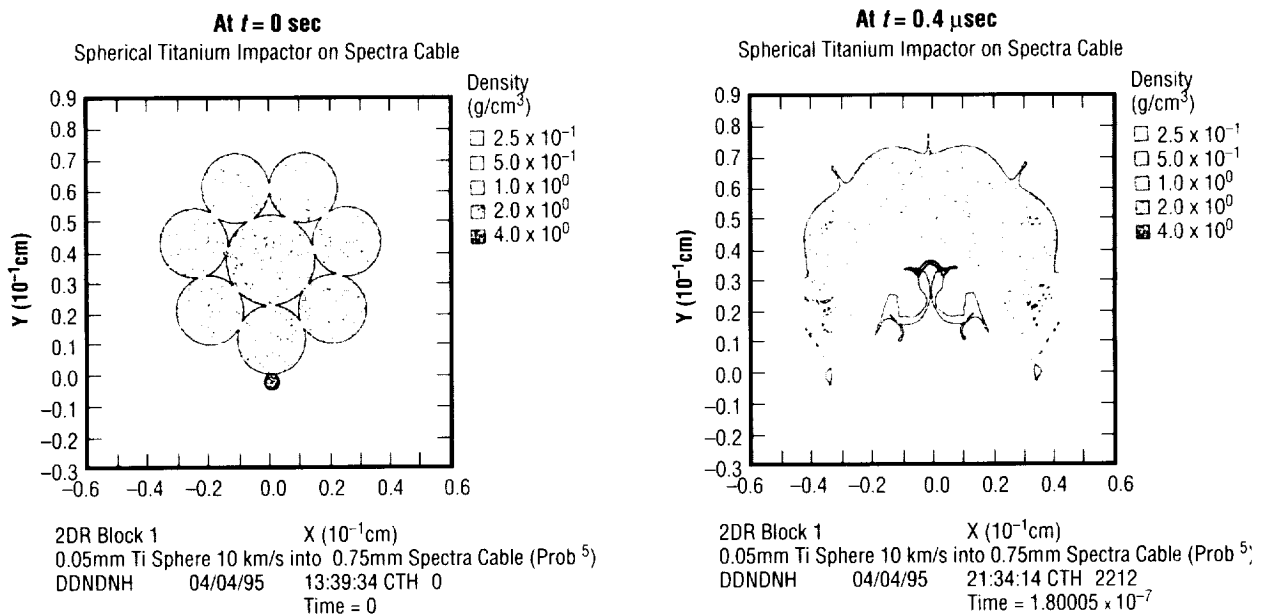 At t = 0 sec
Spherical Titanium Impactor on Spectra Cable
Density
(g/cm³)
2.5 x 10⁻¹
5.0 x 10⁻¹
1.0 x 10⁰
2.0 x 10⁰
4.0 x 10⁰
Y (10⁻¹cm)
0.9
0.8
0.7
0.6
0.5
0.4
0.3
0.2
0.1
0.0
–0.1
–0.2
–0.3
–0.6 –0.4 –0.2 0.0 0.2 0.4 0.6
2DR Block 1 X (10⁻¹cm)
0.05mm Ti Sphere 10 km/s into 0.75mm Spectra Cable (Prob ⁵)
DDNDNH 04/04/95 13:39:34 CTH 0
Time = 0
At t = 0.4 µsec
Spherical Titanium Impactor on Spectra Cable
Density
(g/cm³)
2.5 x 10⁻¹
5.0 x 10⁻¹
1.0 x 10⁰
2.0 x 10⁰
4.0 x 10⁰
Y (10⁻¹cm)
0.9
0.8
0.7
0.6
0.5
0.4
0.3
0.2
0.1
0.0
–0.1
–0.2
–0.3
–0.6 –0.4 –0.2 0.0 0.2 0.4 0.6
2DR Block 1 X (10⁻¹cm)
0.05mm Ti Sphere 10 km/s into 0.75mm Spectra Cable (Prob ⁵)
DDNDNH 04/04/95 21:34:14 CTH 2212
Time = 1.80005 x 10⁻⁷